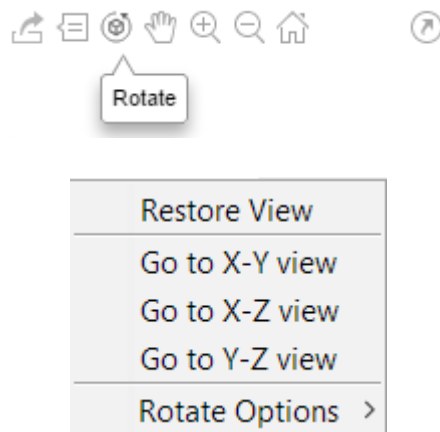 Rotate
Restore View
Go to X-Y view
Go to X-Z view
Go to Y-Z view
Rotate Options